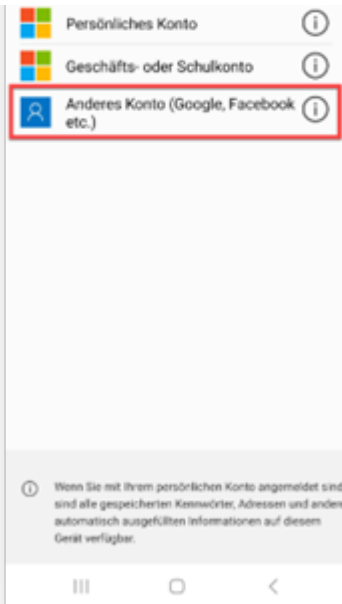 Persönliches Konto
Geschäfts- oder Schulkonto
Anderes Konto (Google, Facebook
etc.)
Wenn Sie mit Ihrem persönlichen Konto angemeldet sind
sind alle gespeicherten Kennwörter, Adressen und andere
automatisch ausgefüllten Informationen auf diesem
Gerät verfügbar.